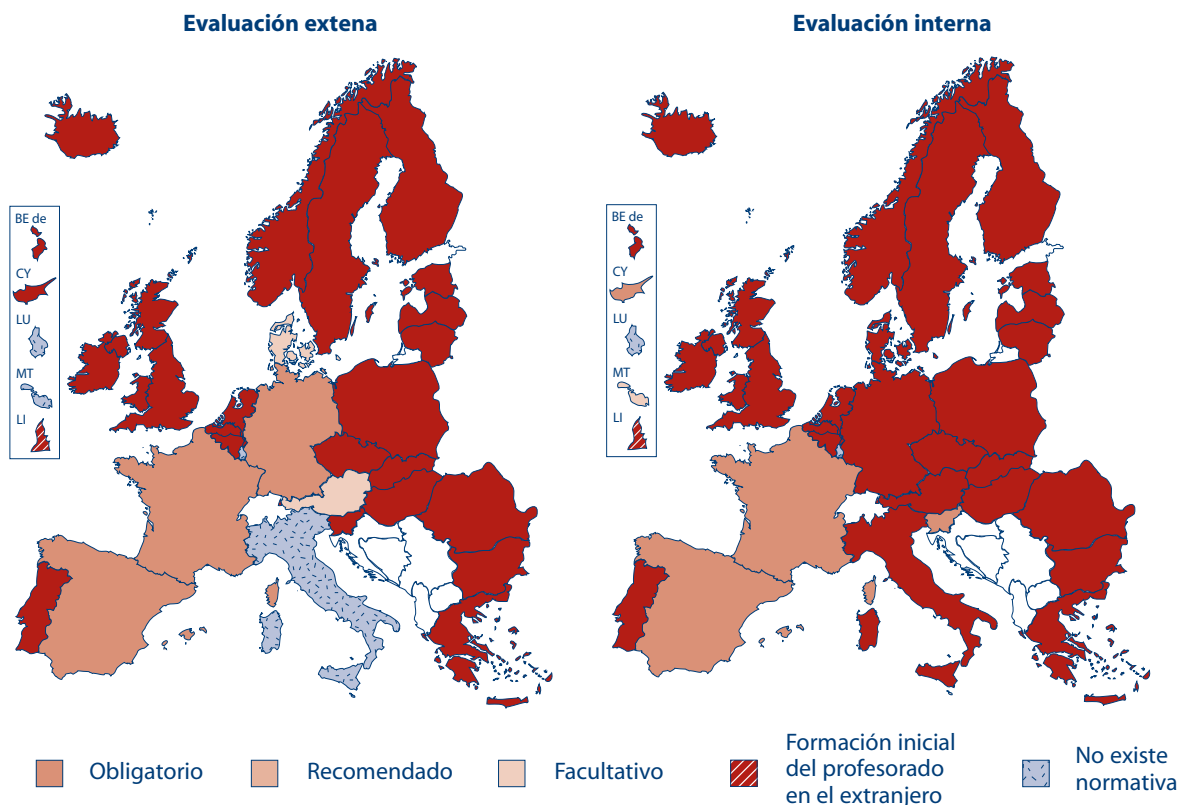 Evaluación extena
Evaluación interna
BE de
CY
LU
MT
LI
BE de
CY
LU
MT
LI
Obligatorio
Recomendado
Facultativo
Formación inicial
del profesorado
en el extranjero
No existe
normativa